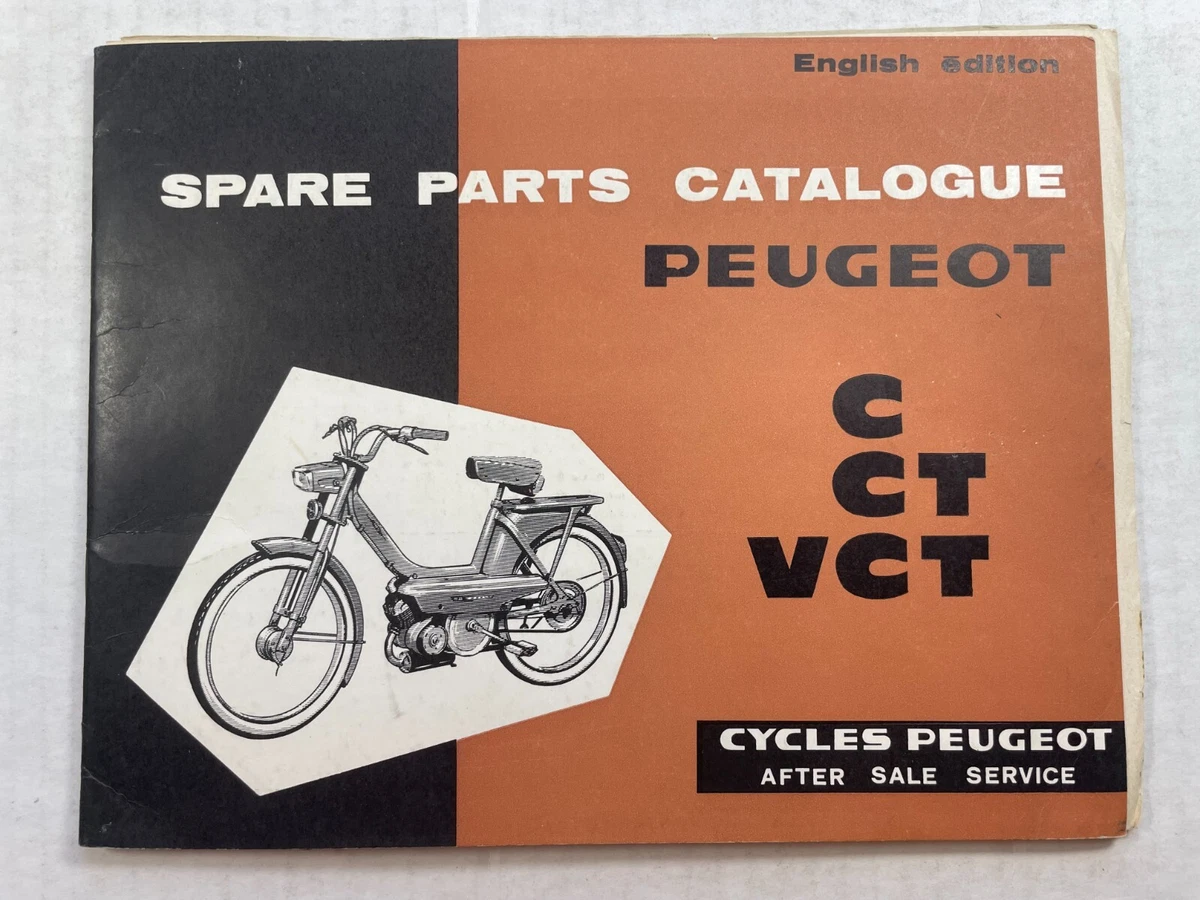 English édition
SPARE PARTS CATALOGUE
PEUGEOT
C
CT
VCT
CYCLES PEUGEOT
AFTER SALE SERVICE